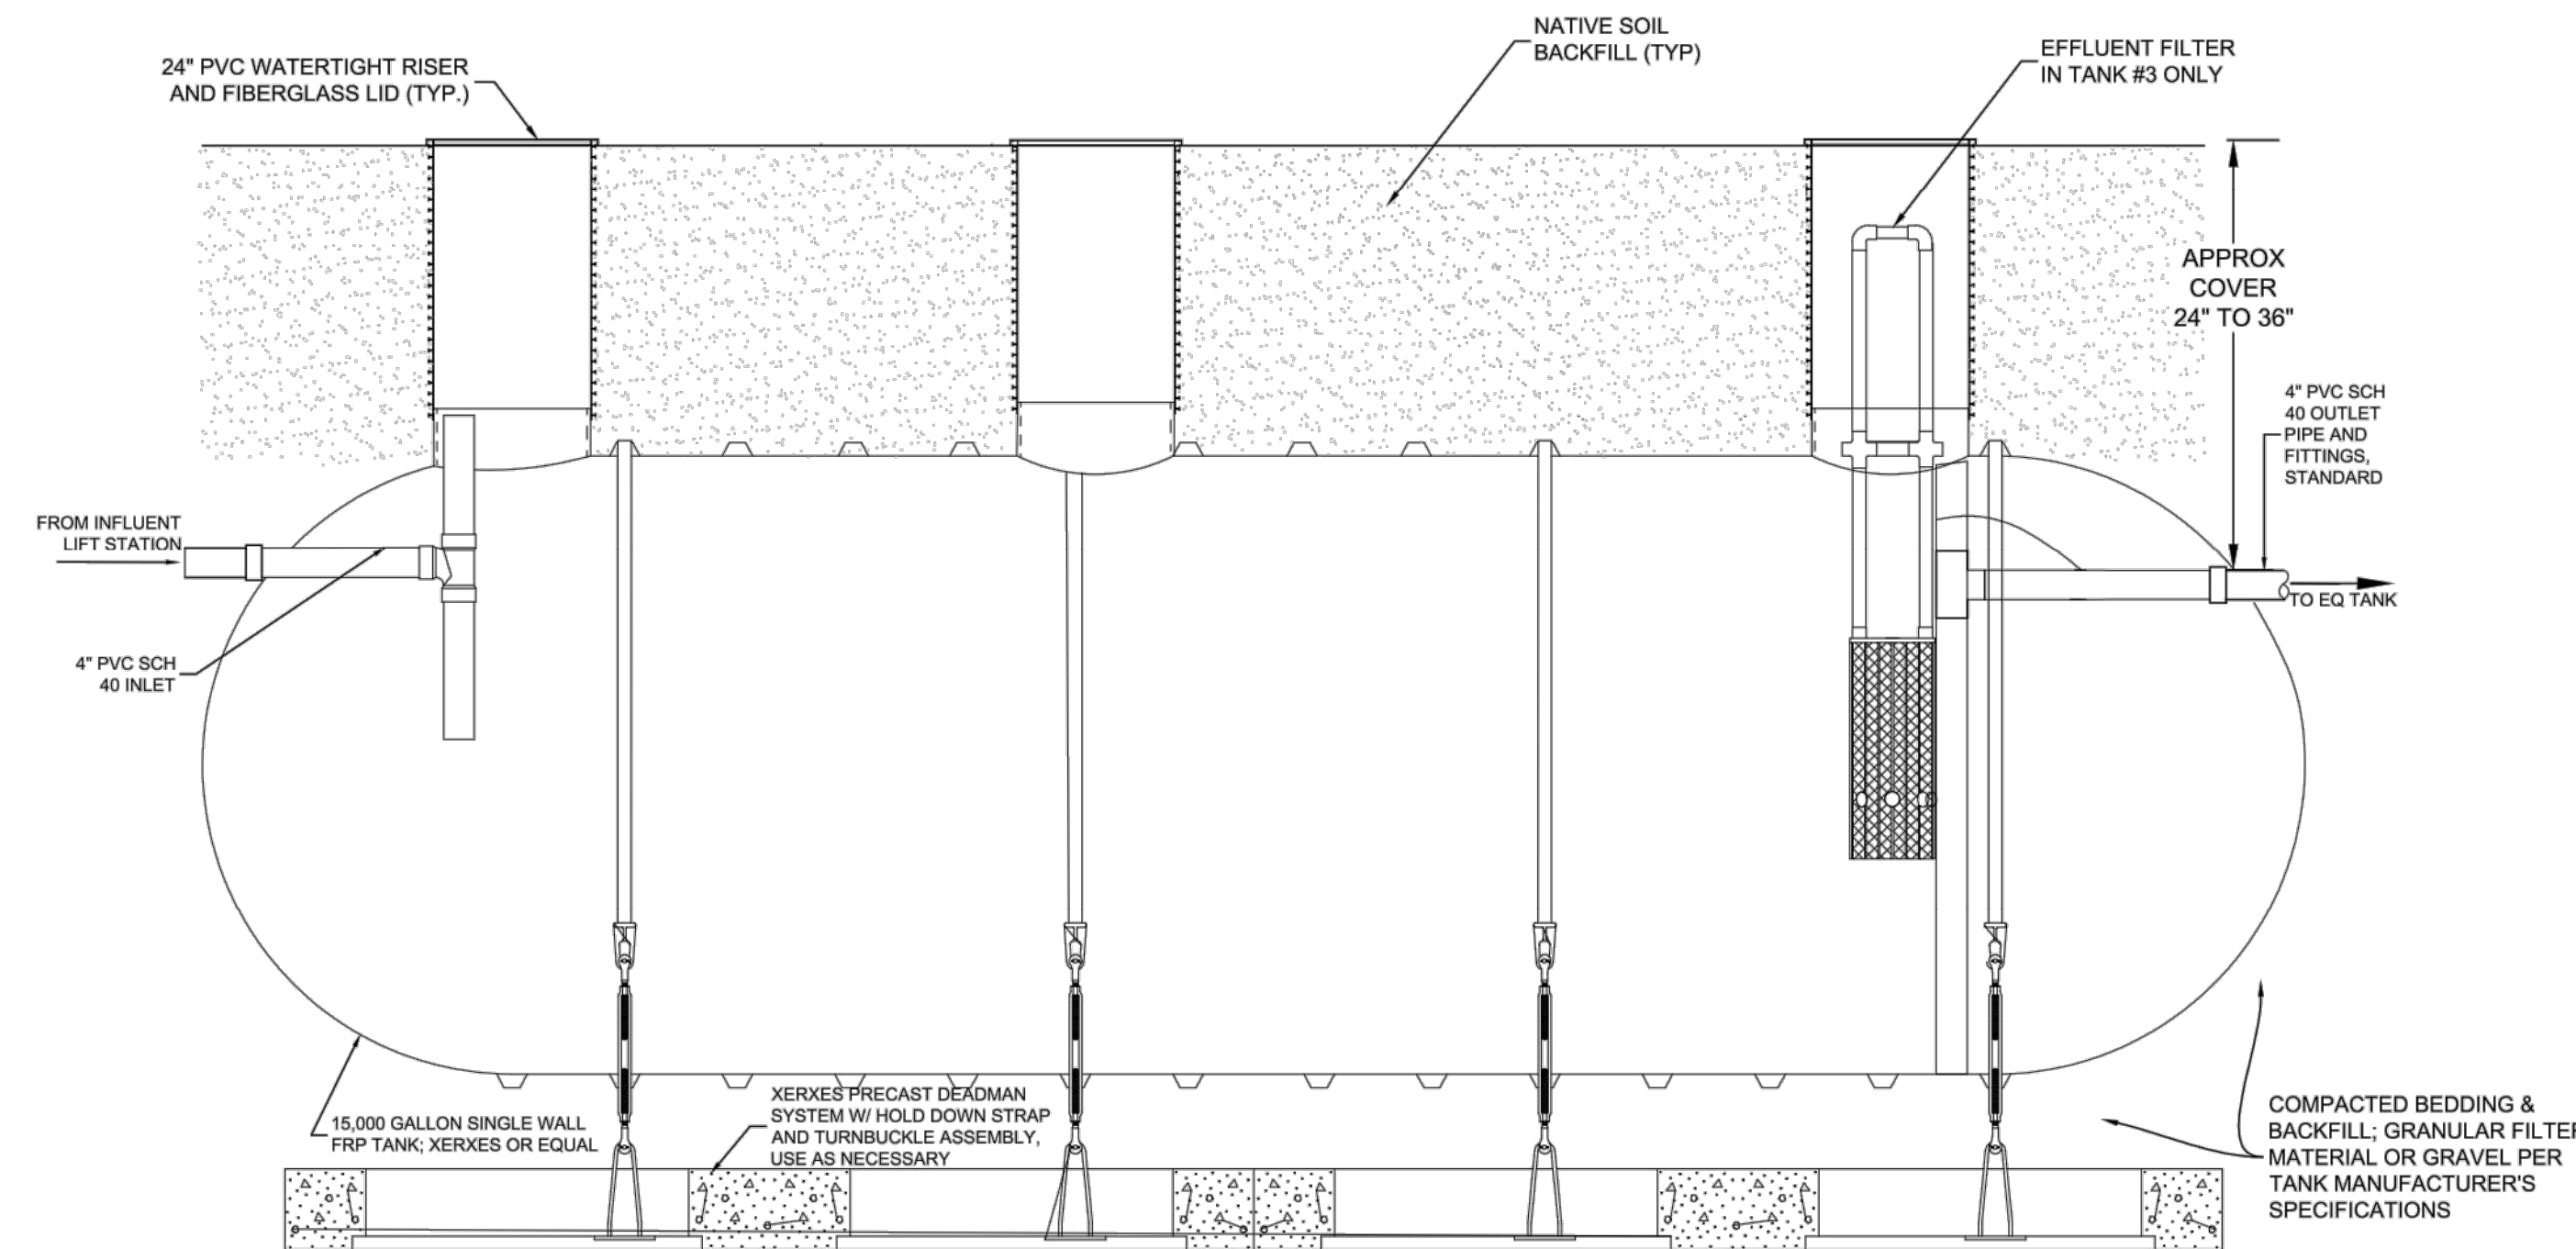 24" PVC WATERTIGHT RISER
AND FIBERGLASS LID (TYP.)
NATIVE SOIL
BACKFILL (TYP)
EFFLUENT FILTER
IN TANK #3 ONLY
APPROX
COVER
24" TO 36"
4" PVC SCH
40 OUTLET
PIPE AND
FITTINGS,
STANDARD
FROM INFLUENT
LIFT STATION
TO EQ TANK
4" PVC SCH
40 INLET
15,000 GALLON SINGLE WALL
FRP TANK; XERXES OR EQUAL
XERXES PRECAST DEADMAN
SYSTEM W/ HOLD DOWN STRAP
AND TURNBUCKLE ASSEMBLY,
USE AS NECESSARY
COMPACTED BEDDING &
BACKFILL; GRANULAR FILTER
MATERIAL OR GRAVEL PER
TANK MANUFACTURER'S
SPECIFICATIONS